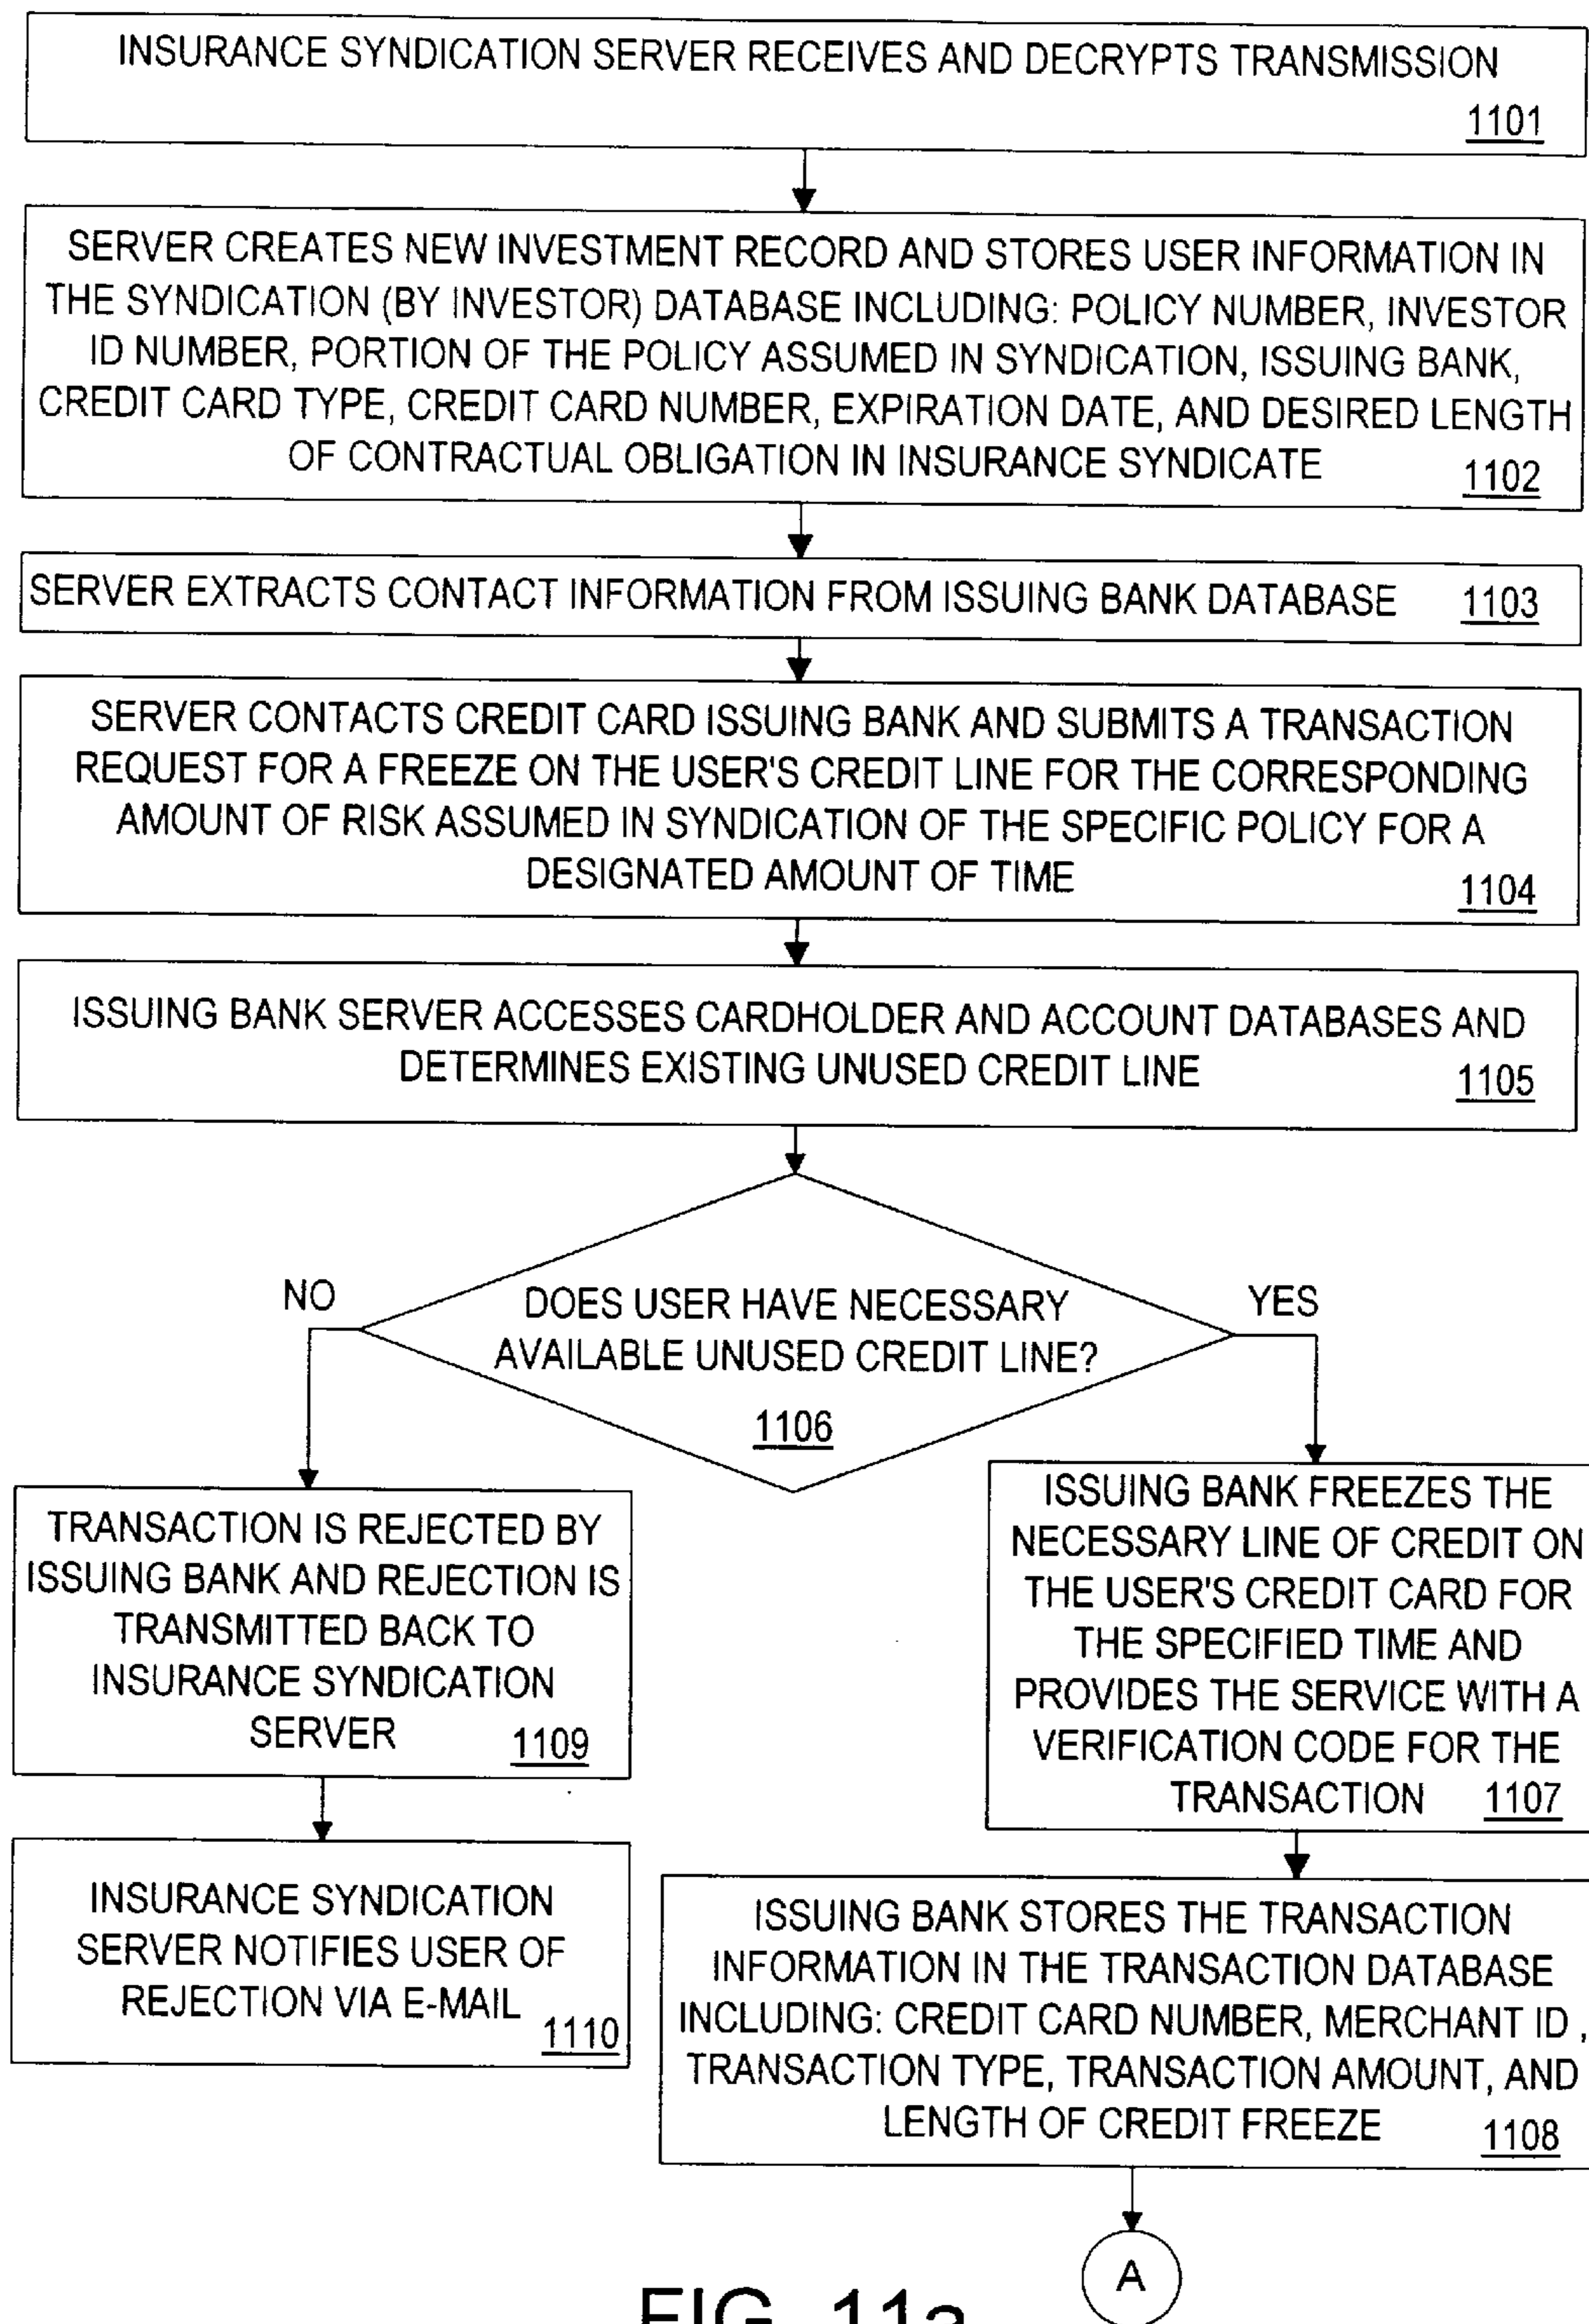 INSURANCE SYNDICATION SERVER RECEIVES AND DECRYPTS TRANSMISSION
1101
SERVER CREATES NEW INVESTMENT RECORD AND STORES USER INFORMATION IN
THE SYNDICATION (BY INVESTOR) DATABASE INCLUDING: POLICY NUMBER, INVESTOR
ID NUMBER, PORTION OF THE POLICY ASSUMED IN SYNDICATION, ISSUING BANK,
CREDIT CARD TYPE, CREDIT CARD NUMBER, EXPIRATION DATE, AND DESIRED LENGTH
OF CONTRACTUAL OBLIGATION IN INSURANCE SYNDICATE 1102
SERVER EXTRACTS CONTACT INFORMATION FROM ISSUING BANK DATABASE 1103
SERVER CONTACTS CREDIT CARD ISSUING BANK AND SUBMITS A TRANSACTION
REQUEST FOR A FREEZE ON THE USER'S CREDIT LINE FOR THE CORRESPONDING
AMOUNT OF RISK ASSUMED IN SYNDICATION OF THE SPECIFIC POLICY FOR A
DESIGNATED AMOUNT OF TIME 1104
ISSUING BANK SERVER ACCESSES CARDHOLDER AND ACCOUNT DATABASES AND
DETERMINES EXISTING UNUSED CREDIT LINE 1105
NO
DOES USER HAVE NECESSARY
AVAILABLE UNUSED CREDIT LINE?
1106
YES
TRANSACTION IS REJECTED BY
ISSUING BANK AND REJECTION IS
TRANSMITTED BACK TO
INSURANCE SYNDICATION
SERVER 1109
ISSUING BANK FREEZES THE
NECESSARY LINE OF CREDIT ON
THE USER'S CREDIT CARD FOR
THE SPECIFIED TIME AND
PROVIDES THE SERVICE WITH A
VERIFICATION CODE FOR THE
TRANSACTION 1107
INSURANCE SYNDICATION
SERVER NOTIFIES USER OF
REJECTION VIA E-MAIL 1110
ISSUING BANK STORES THE TRANSACTION
INFORMATION IN THE TRANSACTION DATABASE
INCLUDING: CREDIT CARD NUMBER, MERCHANT ID ,
TRANSACTION TYPE, TRANSACTION AMOUNT, AND
LENGTH OF CREDIT FREEZE 1108
A
FIG. 11a